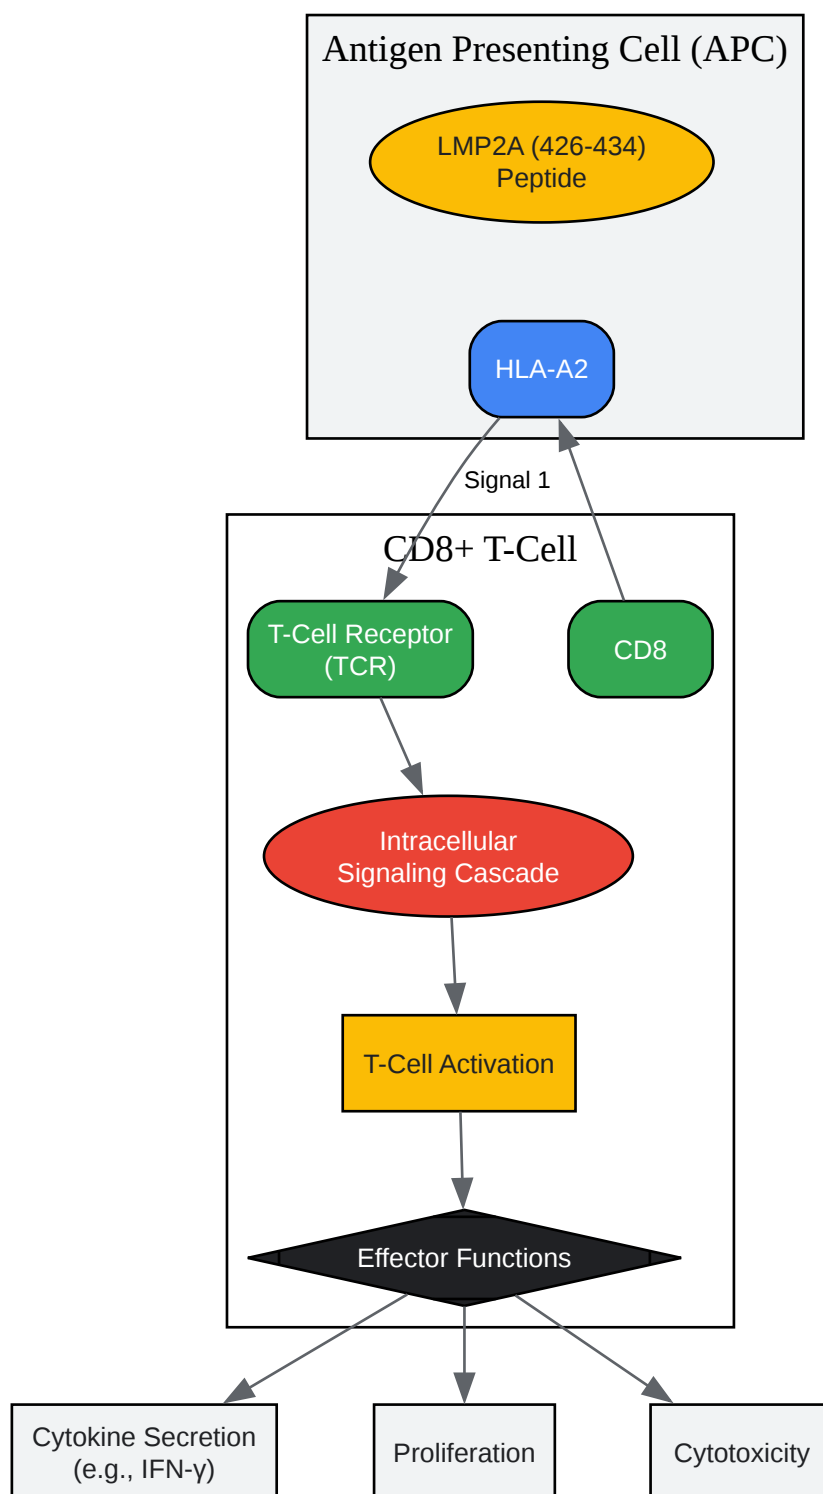 Antigen Presenting Cell (APC)
LMP2A (426-434)
Peptide
HLA-A2
Signal 1
CD8+ T-Cell
T-Cell Receptor
(TCR)
CD8
Intracellular
Signaling Cascade
T-Cell Activation
Effector Functions
Cytokine Secretion
(e.g., IFN-γ)
Proliferation
Cytotoxicity